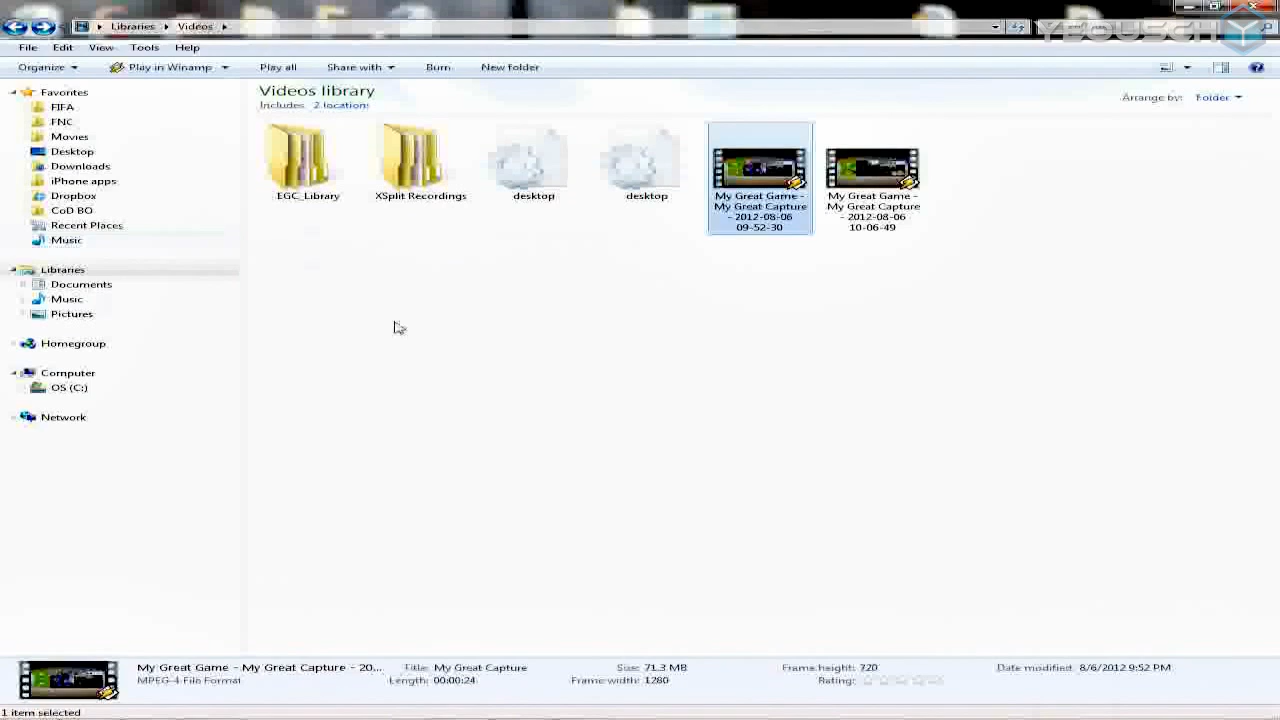 YEOUSCH
Libraries Videos
File Edit View Tools Help
Organize Play in Winamp Play all Share with Burn New folder
Videos library
Includes: 2 locations
Arrange by: Folder
Favorites
FIFA
FNC
Movies
Desktop
Downloads
iPhone apps
Dropbox
CoD BO
Recent Places
Music
Libraries
Documents
Music
Pictures
Homegroup
Computer
OS (C:)
Network
EGC_Library
XSplit Recordings
desktop
desktop
My Great Game -
My Great Capture
- 2012-08-06
09-52-30
My Great Game -
My Great Capture
- 2012-08-06
10-06-49
My Great Game - My Great Capture - 20... Title: My Great Capture Size: 71.3 MB Frame height: 720 Date modified: 8/6/2012 9:52 PM
MPEG-4 File Format Length: 00:00:24 Frame width: 1280 Rating:
1 item selected